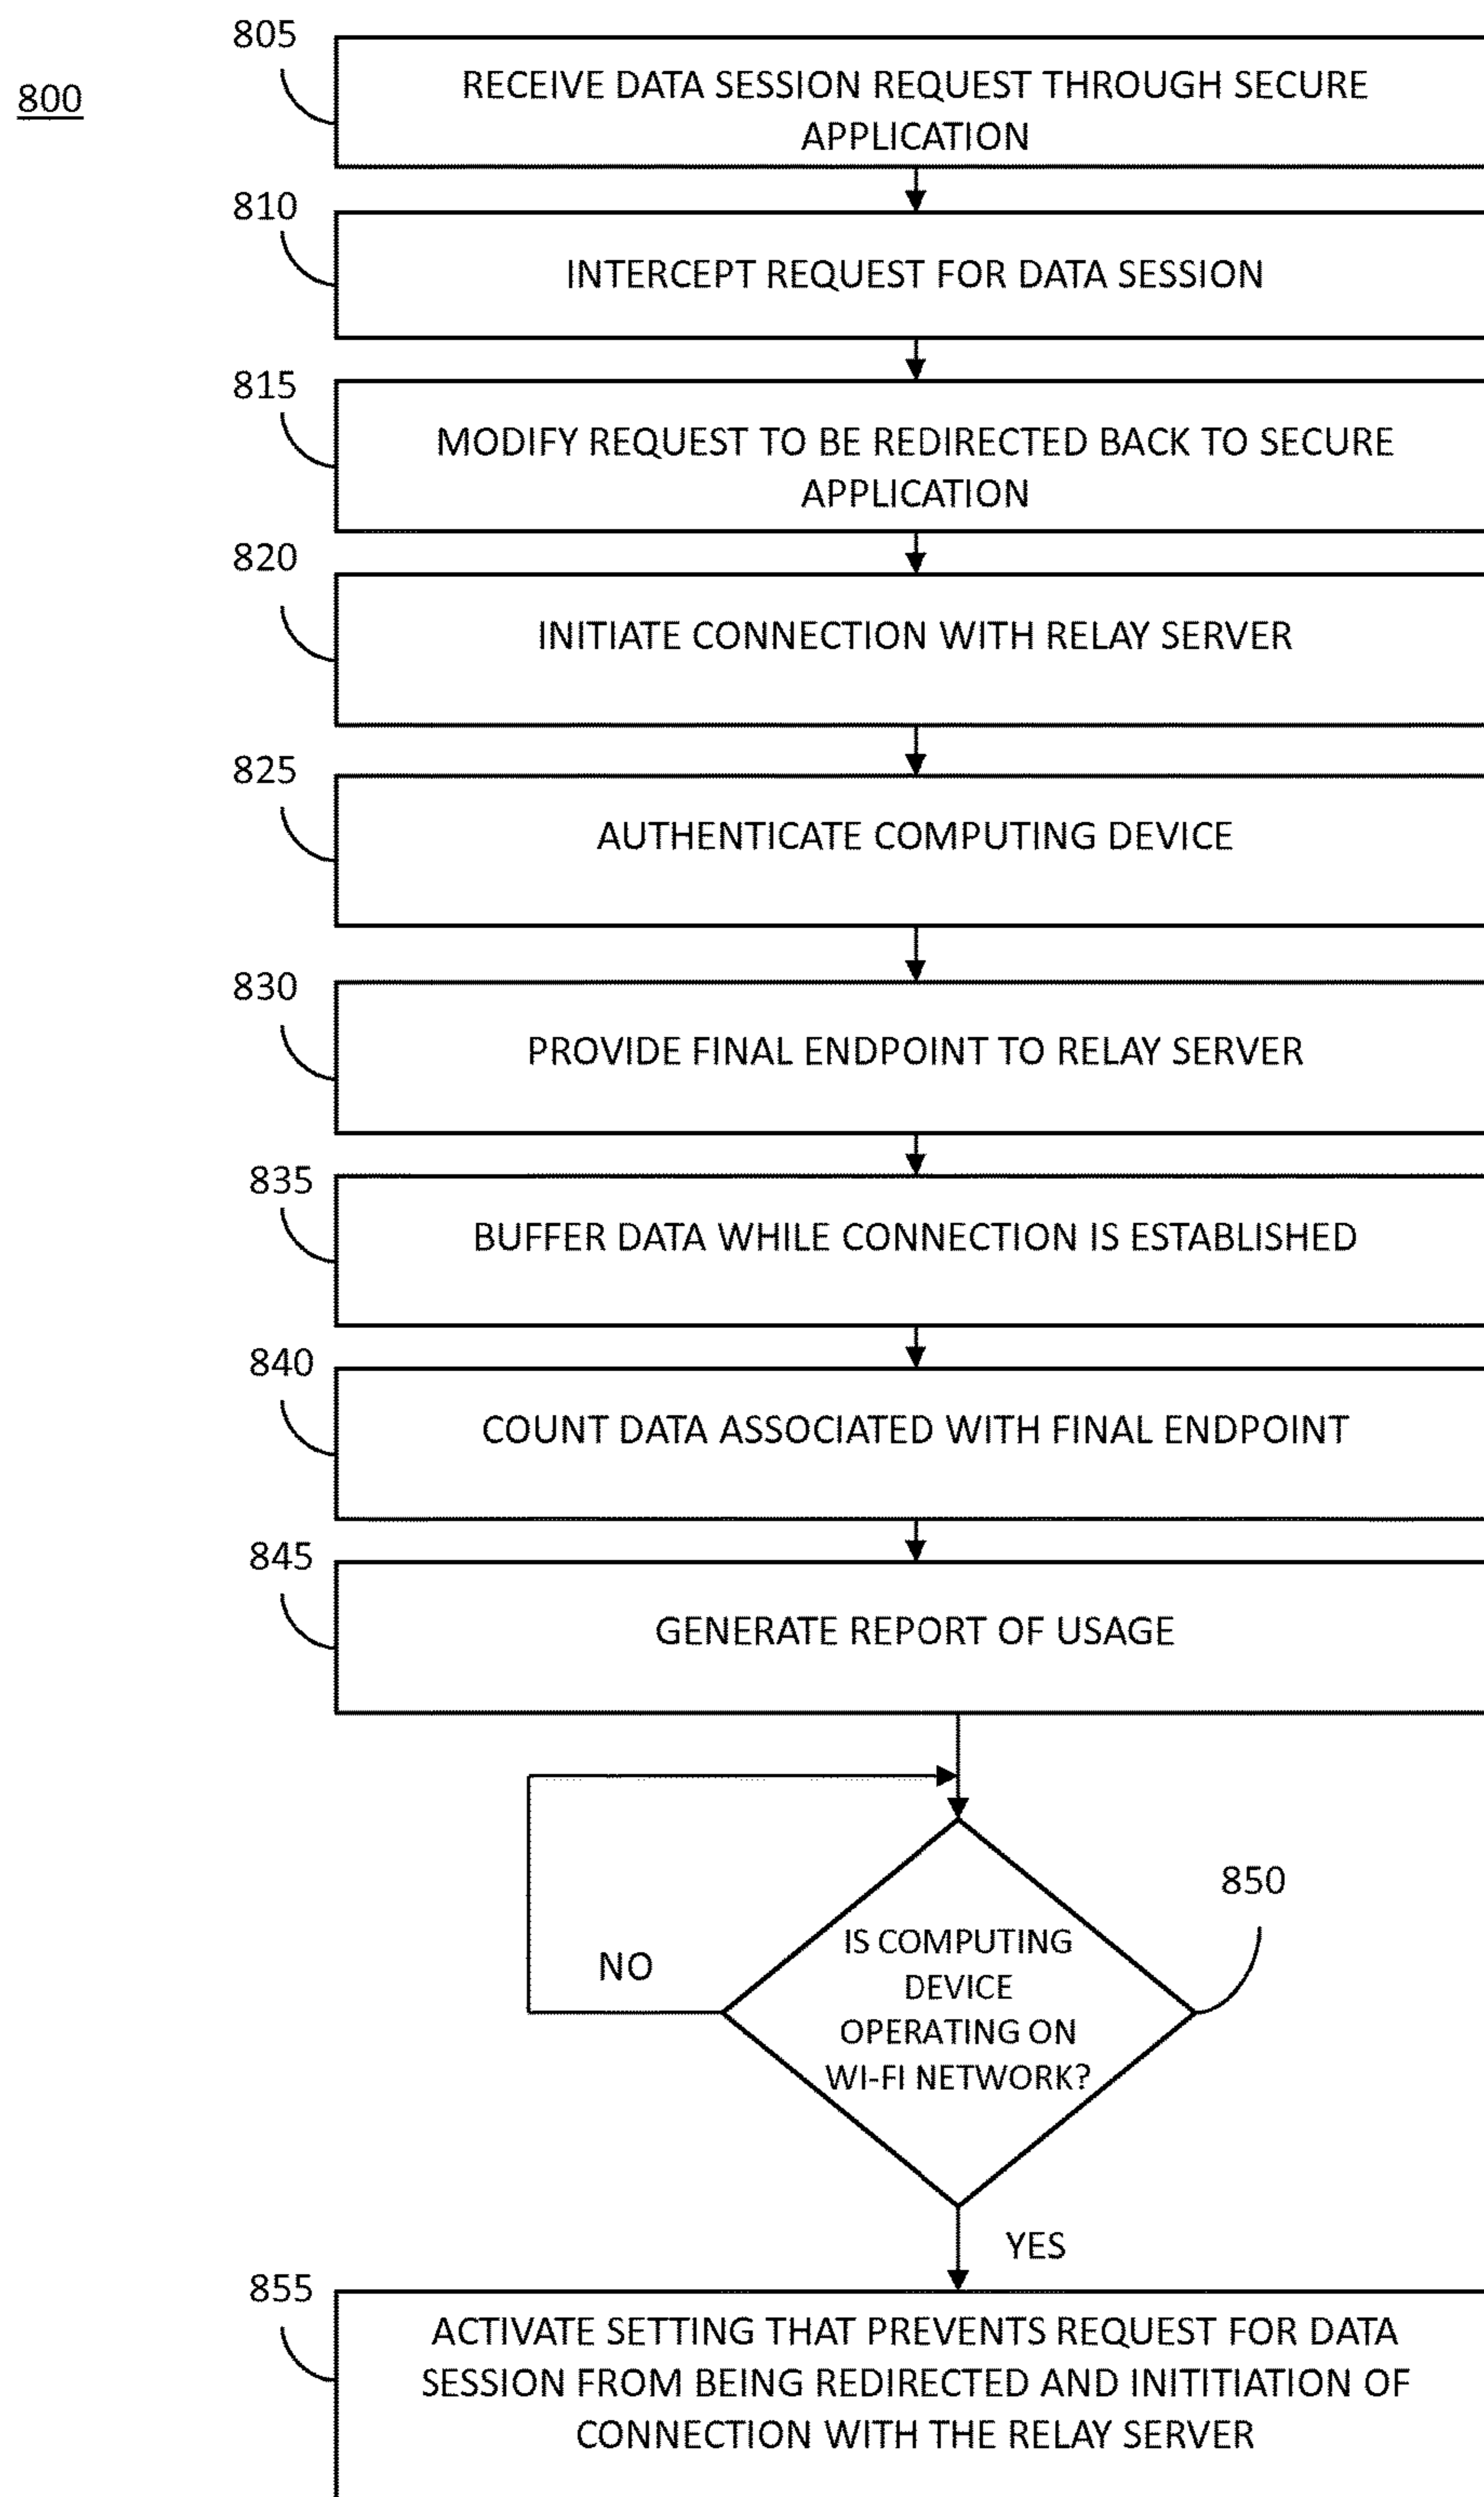 800
805
RECEIVE DATA SESSION REQUEST THROUGH SECURE
APPLICATION
810
INTERCEPT REQUEST FOR DATA SESSION
815
MODIFY REQUEST TO BE REDIRECTED BACK TO SECURE
APPLICATION
820
INITIATE CONNECTION WITH RELAY SERVER
825
AUTHENTICATE COMPUTING DEVICE
830
PROVIDE FINAL ENDPOINT TO RELAY SERVER
835
BUFFER DATA WHILE CONNECTION IS ESTABLISHED
840
COUNT DATA ASSOCIATED WITH FINAL ENDPOINT
845
GENERATE REPORT OF USAGE
850
IS COMPUTING
DEVICE
OPERATING ON
WI-FI NETWORK?
NO
YES
855
ACTIVATE SETTING THAT PREVENTS REQUEST FOR DATA
SESSION FROM BEING REDIRECTED AND INITITIATION OF
CONNECTION WITH THE RELAY SERVER